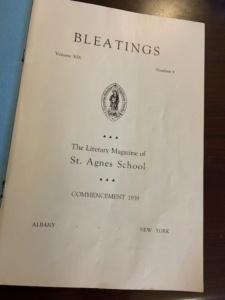 BLEATINGS
Volume XIX Number 4
The Literary Magazine of
St. Agnes School
COMMENCEMENT 1939
ALBANY NEW YORK